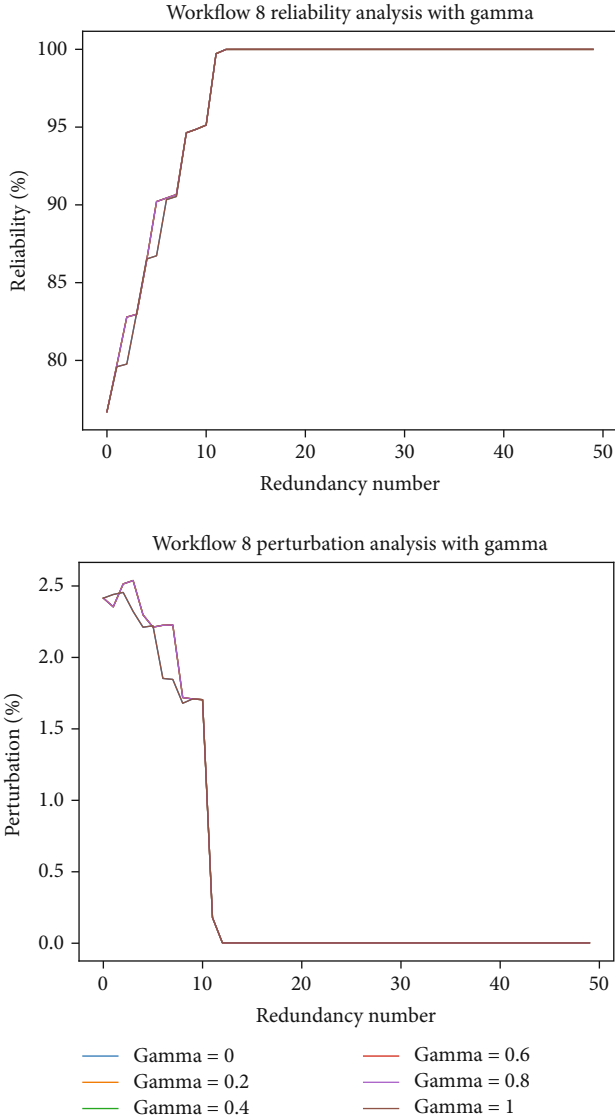 Workflow 8 reliability analysis with gamma
100
95
90
85
80
Reliability (%)
0 10 20 30 40 50
Redundancy number
Workflow 8 perturbation analysis with gamma
2.5
2.0
1.5
1.0
0.5
0.0
Perturbation (%)
0 10 20 30 40 50
Redundancy number
Gamma = 0
Gamma = 0.2
Gamma = 0.4
Gamma = 0.6
Gamma = 0.8
Gamma = 1